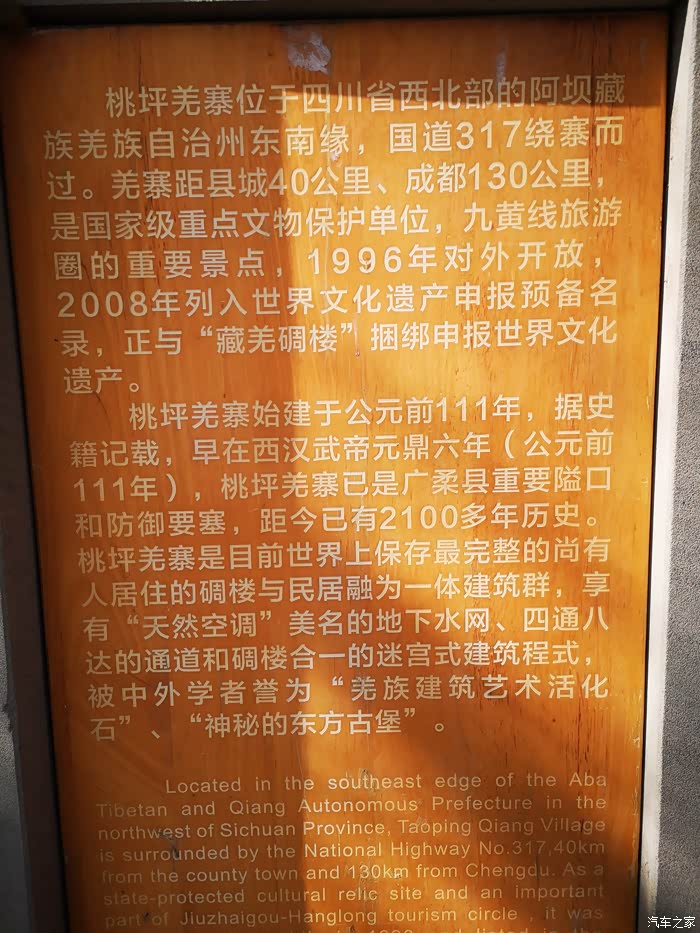 桃坪羌寨位于四川省西北部的阿坝藏
族羌族自治州东南缘，国道317绕寨而
过。羌寨距县城40公里、成都130公里，
是国家级重点文物保护单位，九黄线旅游
圈的重要景点，1996年对外开放，
2008年列入世界文化遗产申报预备名
录，正与“藏羌碉楼”捆绑申报世界文化
遗产。
桃坪羌寨始建于公元前111年，据史
籍记载，早在西汉武帝元鼎六年（公元前
111年），桃坪羌寨已是广柔县重要隘口
和防御要塞，距今已有2100多年历史。
桃坪羌寨是目前世界上保存最完整的尚有
人居住的碉楼与民居融为一体建筑群，享
有“天然空调”美名的地下水网、四通八
达的通道和碉楼合一的迷宫式建筑程式，
被中外学者誉为“羌族建筑艺术活化
石”、“神秘的东方古堡”。
Located in the southeast edge of the Aba
Tibetan and Qiang Autonomous Prefecture in the
northwest of Sichuan Province, Taoping Qiang Village
is surrounded by the National Highway No.317,40km
from the county town and 130km from Chengdu. As a
state-protected cultural relic site and an important
part of Jiuzhaigou-Hanglong tourism circle , it was
汽车之家